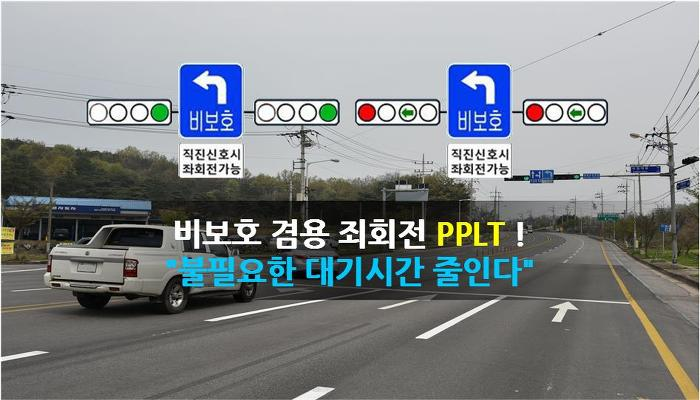 비보호
직진신호시
좌회전가능
비보호
직진신호시
좌회전가능
비보호 겸용 좌회전 PPLT !
"불필요한 대기시간 줄인다"